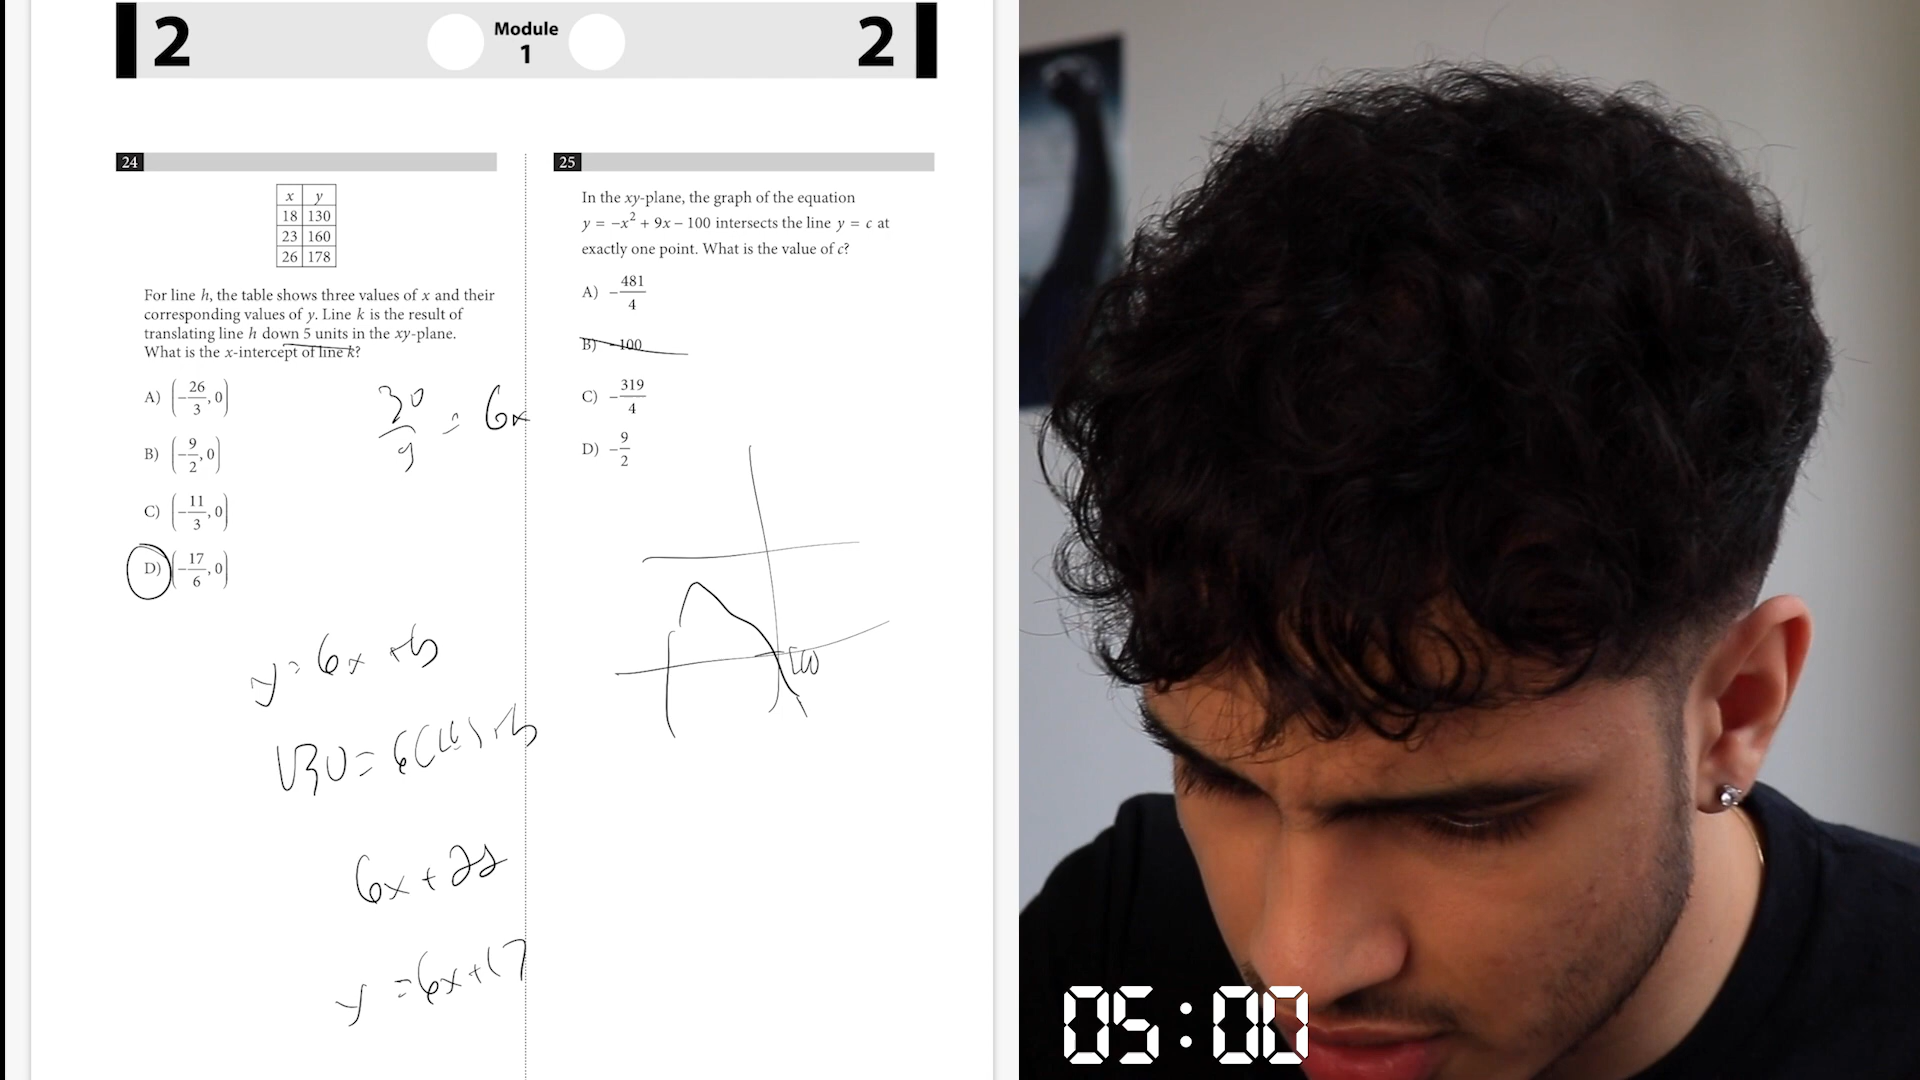 2 Module 2
1
24
x y
18 130
23 160
26 178
For line h, the table shows three values of x and their
corresponding values of y. Line k is the result of
translating line h down 5 units in the xy-plane.
What is the x-intercept of line k?
A) (-26/3, 0)
B) (-9/2, 0)
C) (-11/3, 0)
D) (-17/6, 0)
= 6x
y = 6x + b
6x + 22
y = 6x + 17
25
In the xy-plane, the graph of the equation
y = −x² + 9x − 100 intersects the line y = c at
exactly one point. What is the value of c?
A) -481/4
B) -100
C) -319/4
D) -9/2
05:00